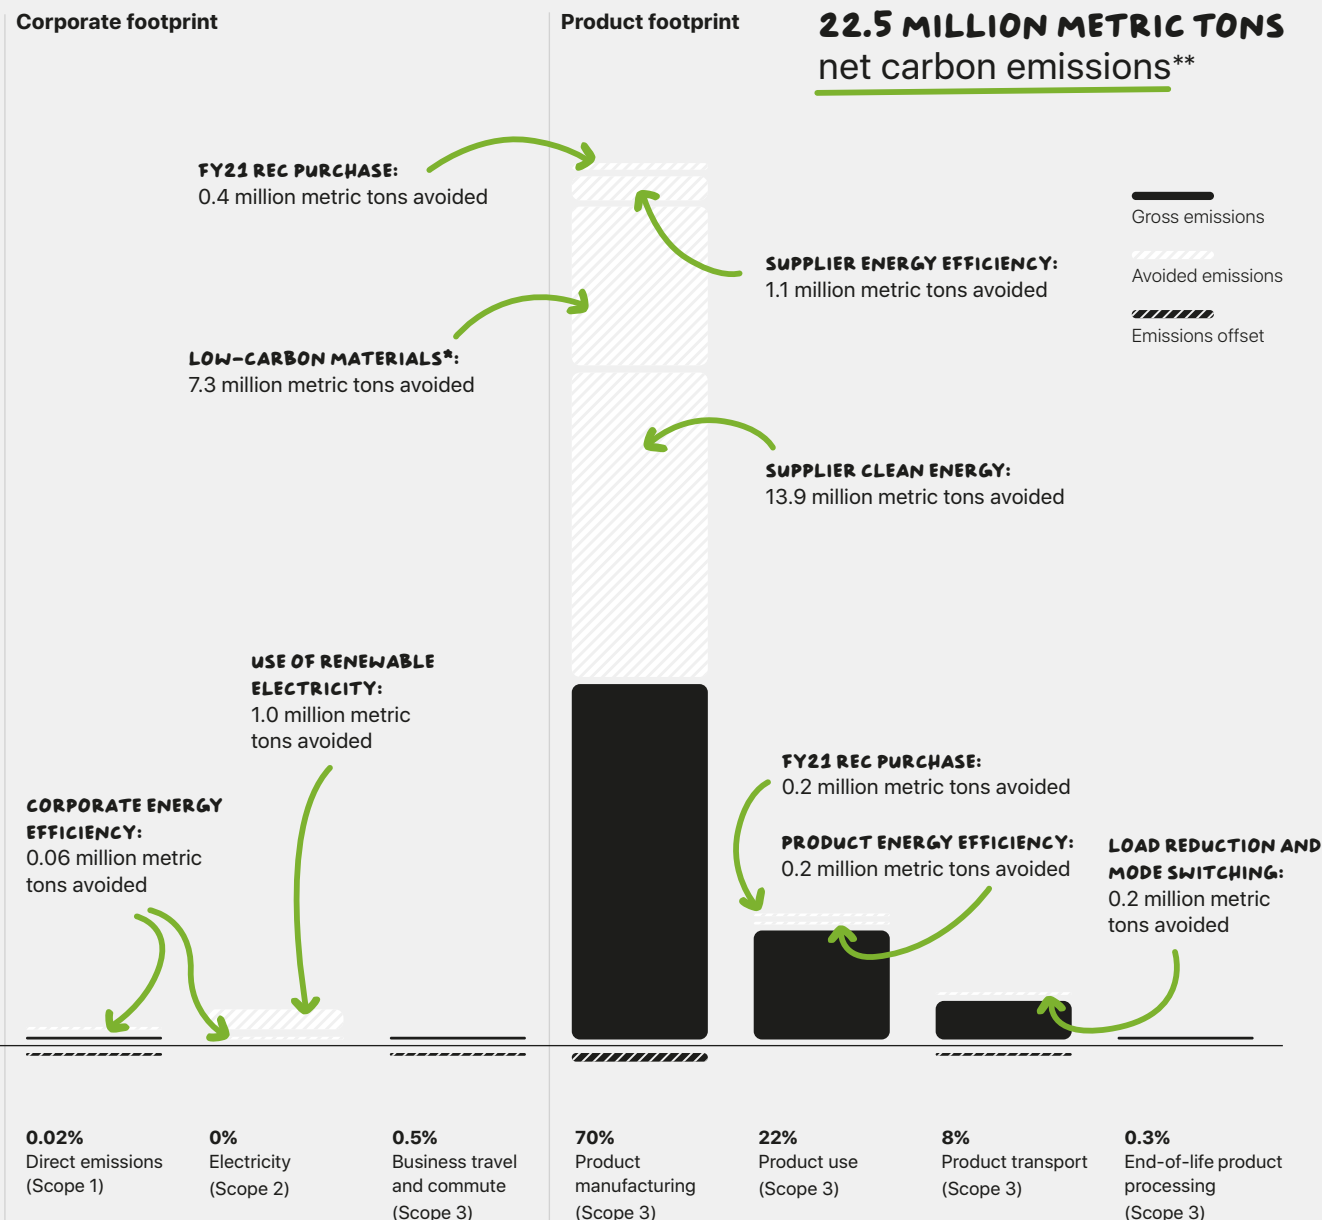 Corporate footprint
Product footprint
22.5 MILLION METRIC TONS
net carbon emissions**
FY21 REC PURCHASE:
0.4 million metric tons avoided
Gross emissions
Avoided emissions
Emissions offset
SUPPLIER ENERGY EFFICIENCY:
1.1 million metric tons avoided
LOW-CARBON MATERIALS*:
7.3 million metric tons avoided
SUPPLIER CLEAN ENERGY:
13.9 million metric tons avoided
USE OF RENEWABLE
ELECTRICITY:
1.0 million metric
tons avoided
CORPORATE ENERGY
EFFICIENCY:
0.06 million metric
tons avoided
FY21 REC PURCHASE:
0.2 million metric tons avoided
PRODUCT ENERGY EFFICIENCY:
0.2 million metric tons avoided
LOAD REDUCTION AND
MODE SWITCHING:
0.2 million metric
tons avoided
0.02%
Direct emissions
(Scope 1)
0%
Electricity
(Scope 2)
0.5%
Business travel
and commute
(Scope 3)
70%
Product
manufacturing
(Scope 3)
22%
Product use
(Scope 3)
8%
Product transport
(Scope 3)
0.3%
End-of-life product
processing
(Scope 3)